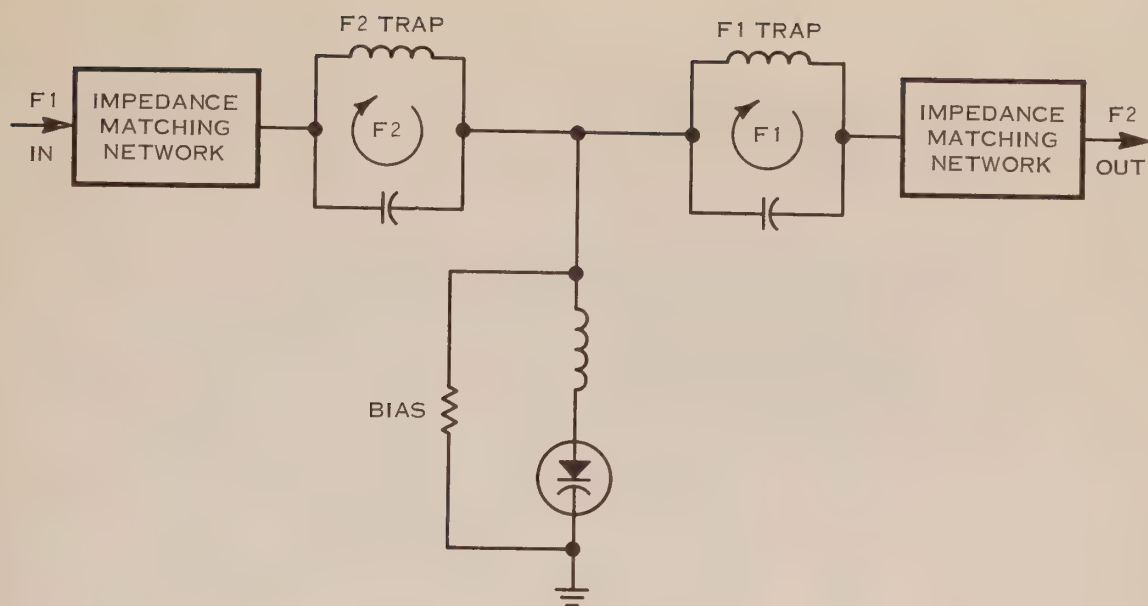 F2 TRAP
F1 TRAP
F1
IN
IMPEDANCE
MATCHING
NETWORK
F2
F1
IMPEDANCE
MATCHING
NETWORK
F2
OUT
BIAS